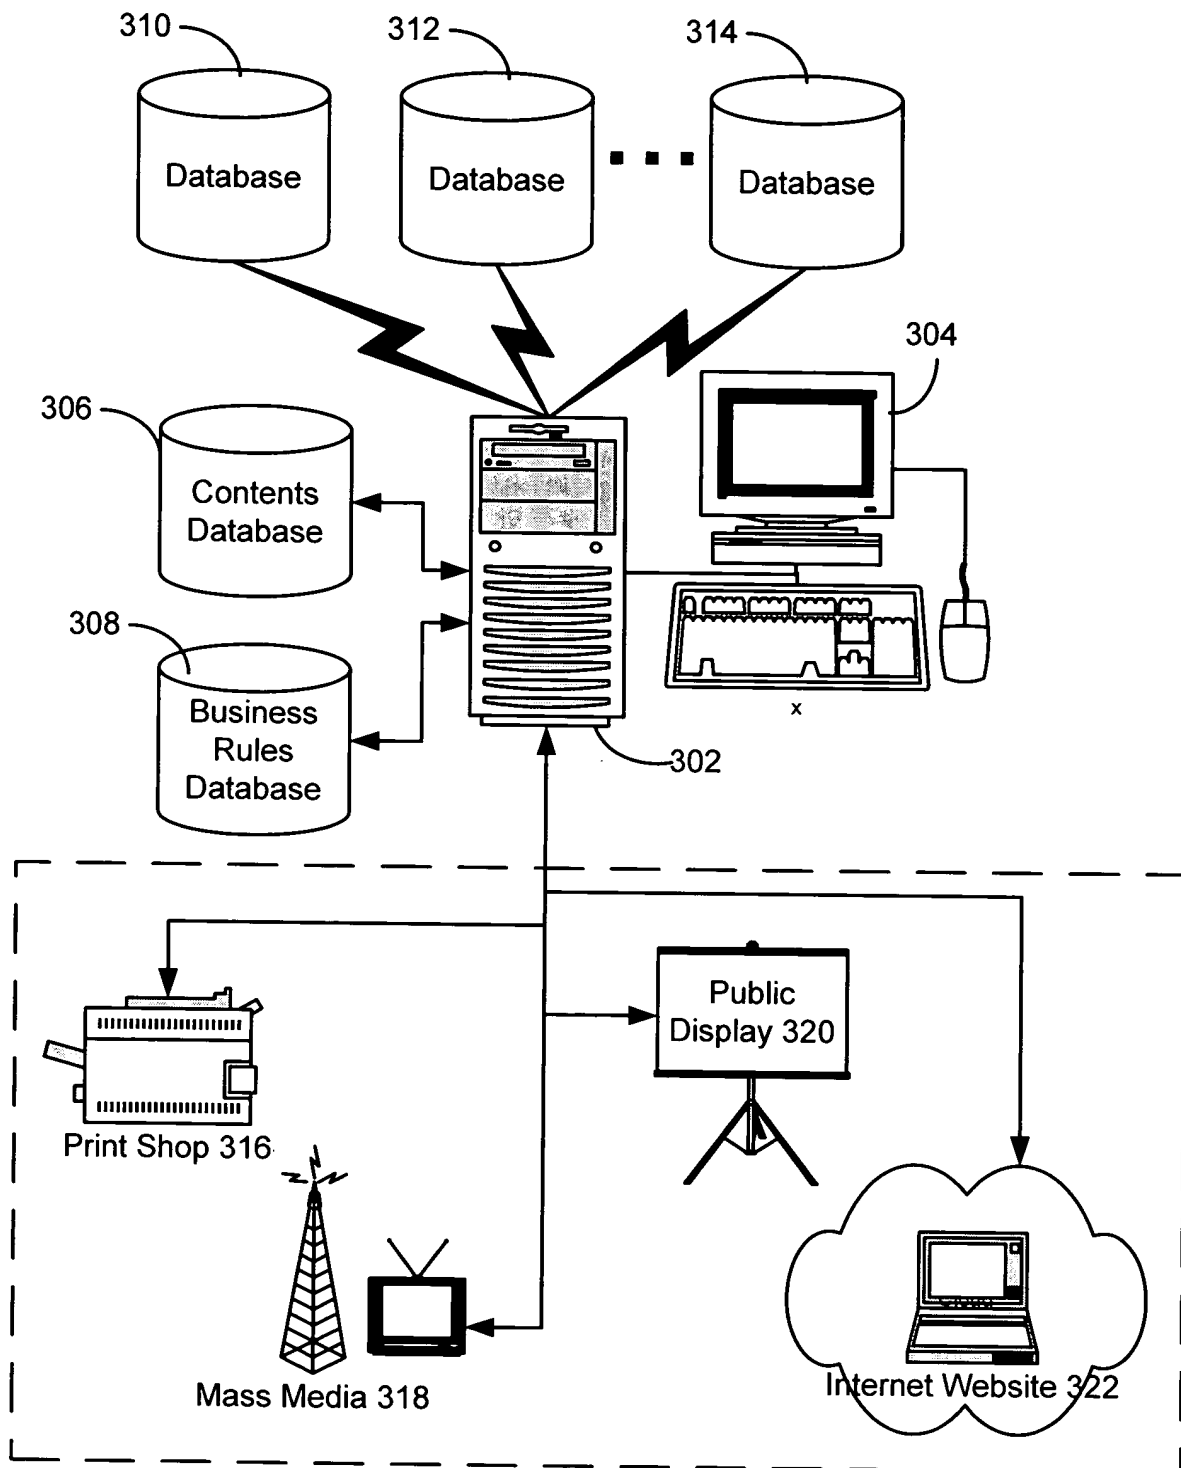 310
312
314
Database
Database
Database
304
306
Contents
Database
308
Business
Rules
Database
x
302
Public
Display 320
Print Shop 316
Mass Media 318
Internet Website 322